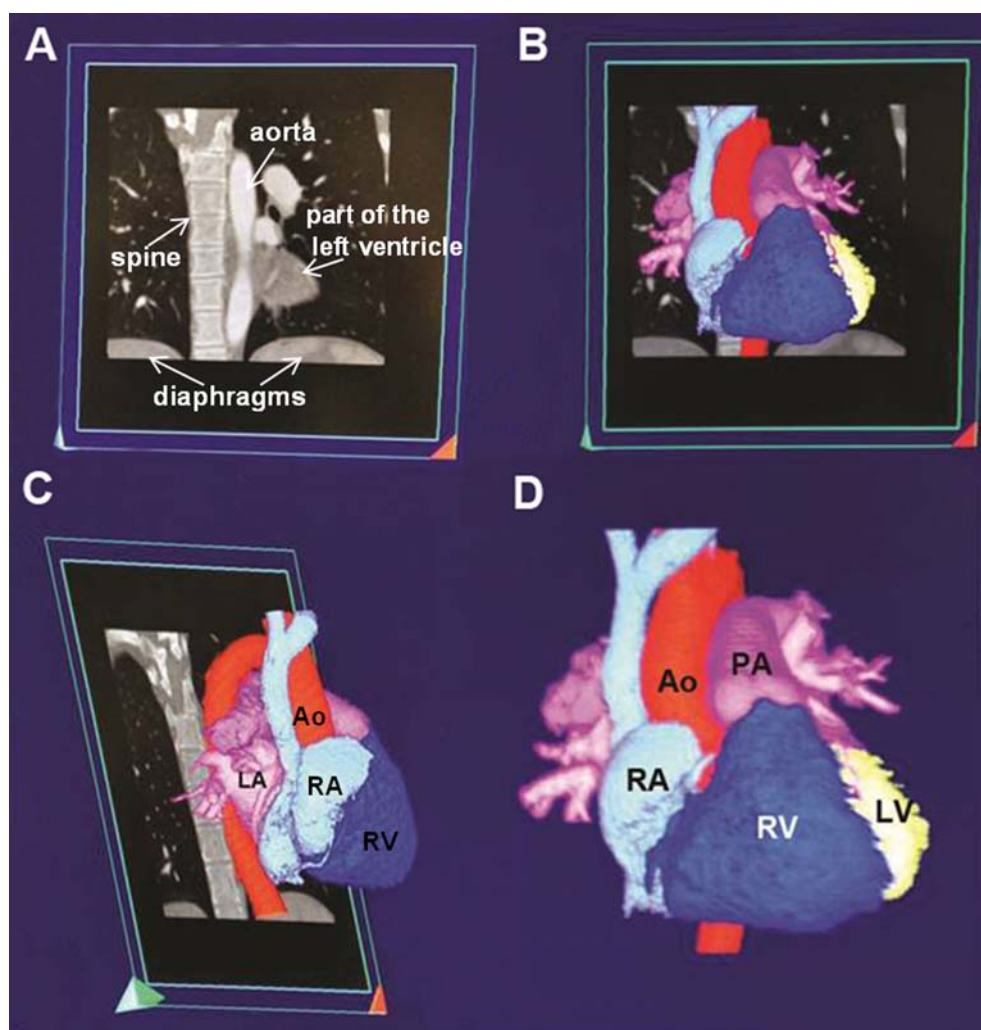 A
aorta
part of the
left ventricle
spine
diaphragms
B
C
Ao
LA
RA
RV
D
Ao
PA
RA
RV
LV